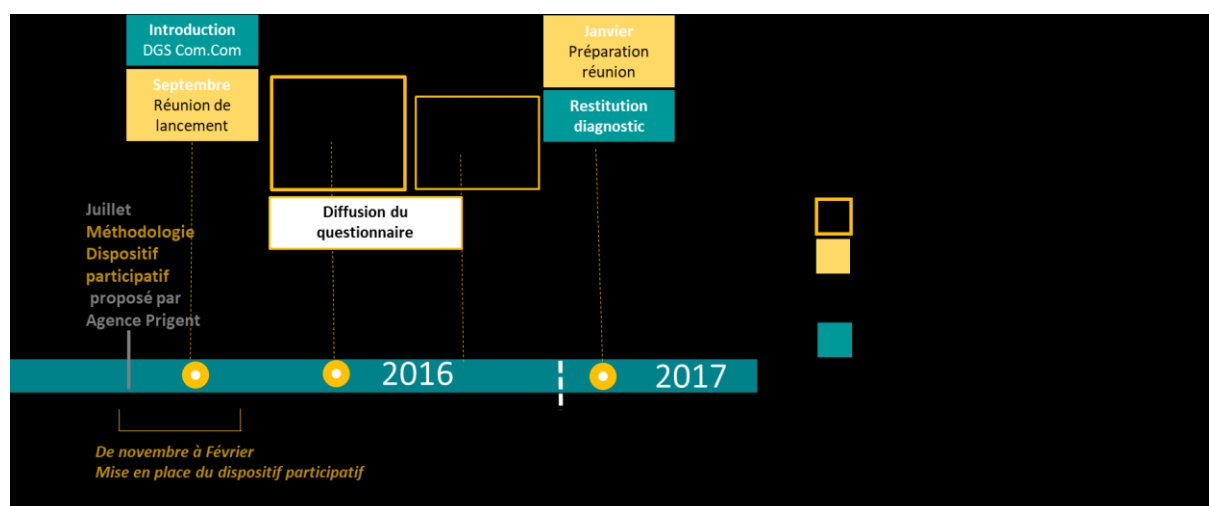 Introduction
DGS Com.Com
Septembre
Réunion de
lancement
Janvier
Préparation
réunion
Restitution
diagnostic
Diffusion du
questionnaire
Juillet
Méthodologie
Dispositif
participatif
proposé par
Agence Prigent
2016
2017
De novembre à Février
Mise en place du dispositif participatif